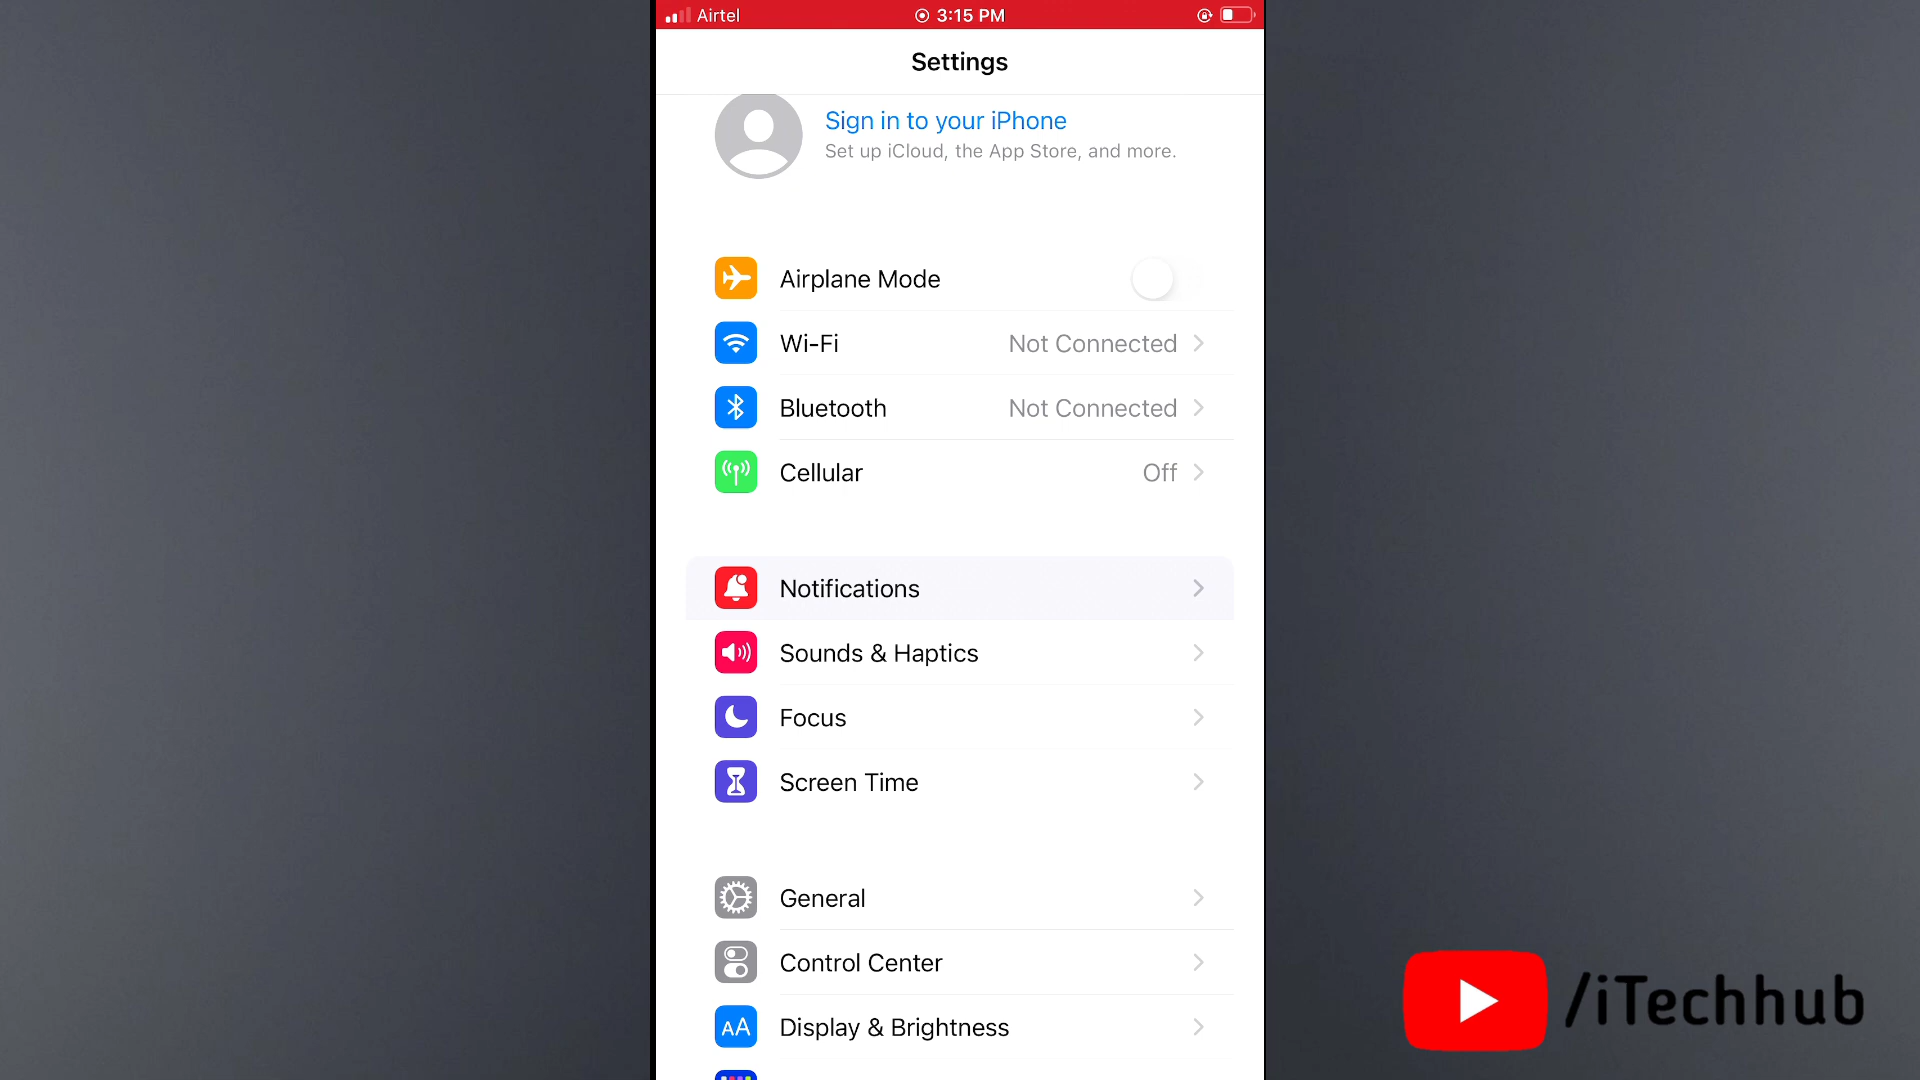 Airtel 3:15 PM
Settings
Sign in to your iPhone
Set up iCloud, the App Store, and more.
Airplane Mode
Wi-Fi Not Connected
Bluetooth Not Connected
Cellular Off
Notifications
Sounds & Haptics
Focus
Screen Time
General
Control Center
AA Display & Brightness
/iTechhub